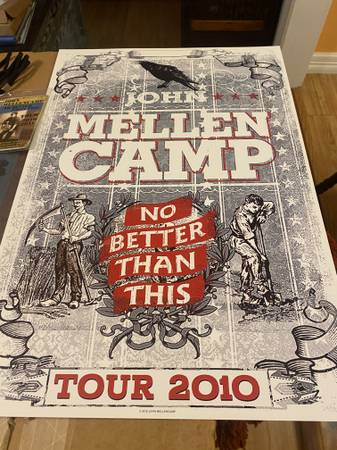 JOHN
MELLEN
CAMP
NO
BETTER
THAN
THIS
TOUR 2010